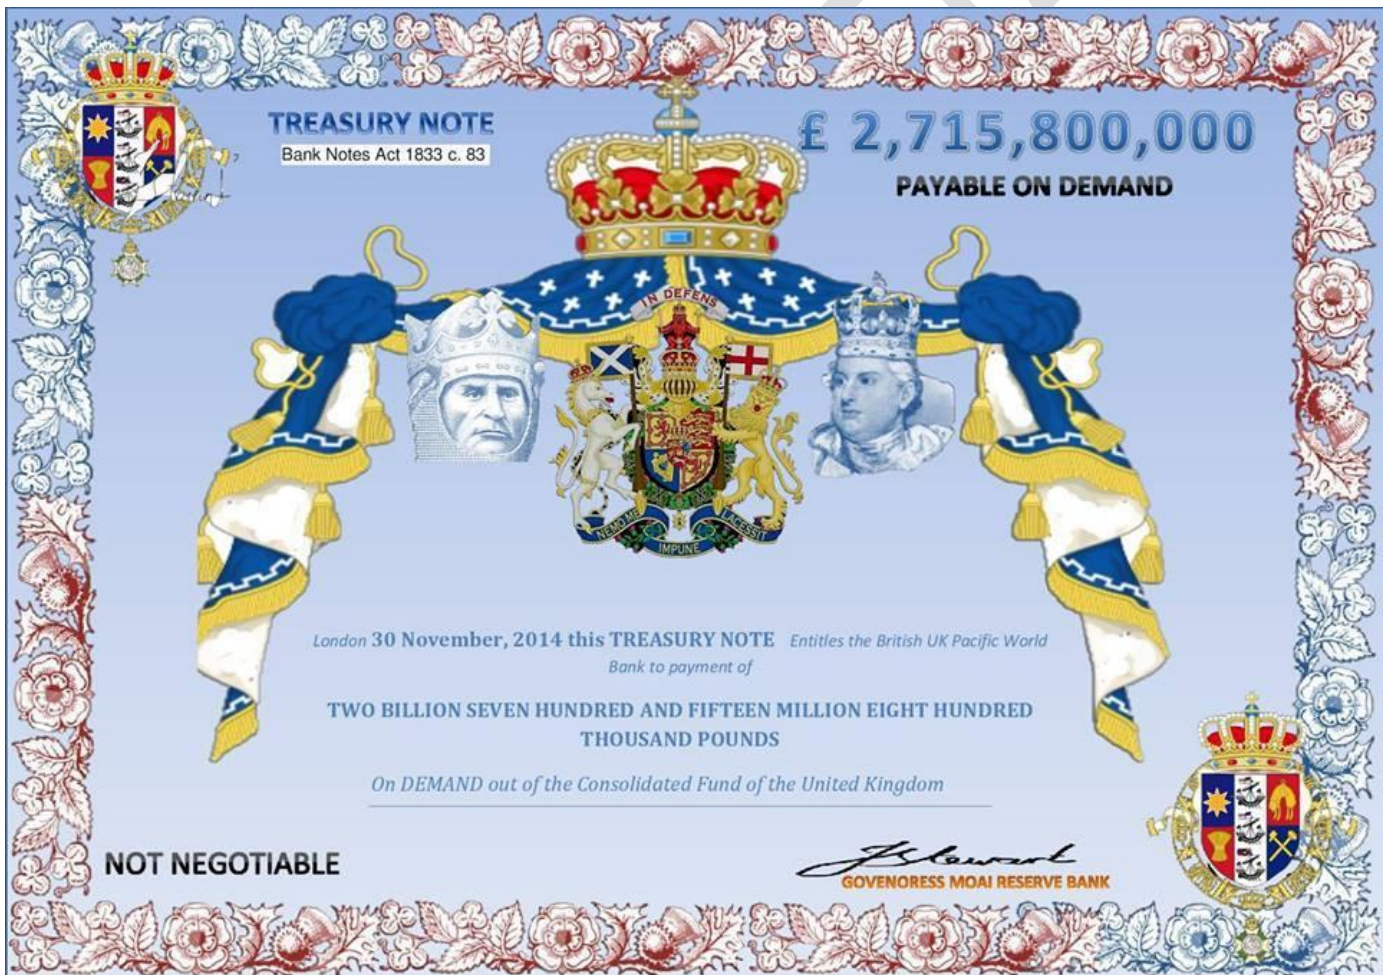 TREASURY NOTE
Bank Notes Act 1833 c. 83
£ 2,715,800,000
PAYABLE ON DEMAND
IN DEFENS
NEMO ME
IMPUNE
LACESSIT
London 30 November, 2014 this TREASURY NOTE Entitles the British UK Pacific World
Bank to payment of
TWO BILLION SEVEN HUNDRED AND FIFTEEN MILLION EIGHT HUNDRED
THOUSAND POUNDS
On DEMAND out of the Consolidated Fund of the United Kingdom
NOT NEGOTIABLE
GOVENORESS MOAI RESERVE BANK